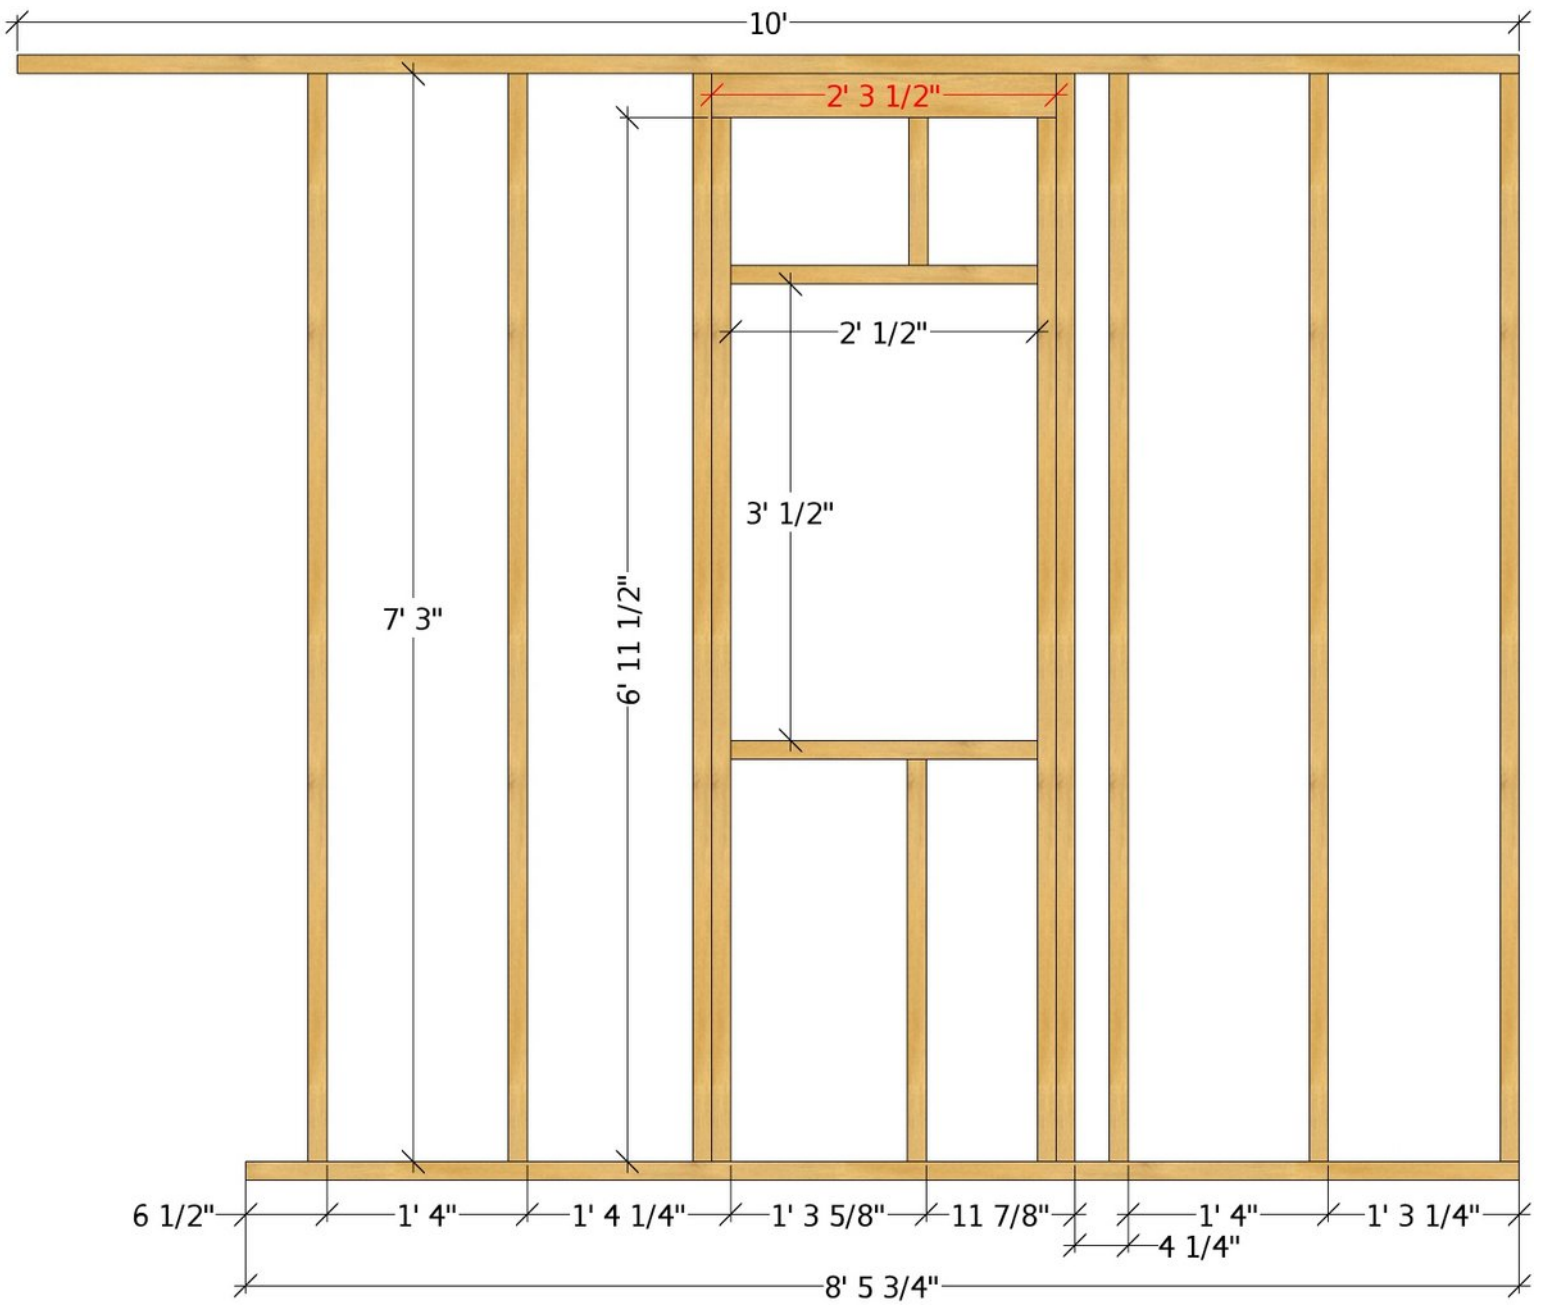 10'
2' 3 1/2"
2' 1/2"
3' 1/2"
7' 3"
6' 11 1/2"
6 1/2" 1' 4" 1' 4 1/4" 1' 3 5/8" 11 7/8" 1' 4" 1' 3 1/4"
4 1/4"
8' 5 3/4"